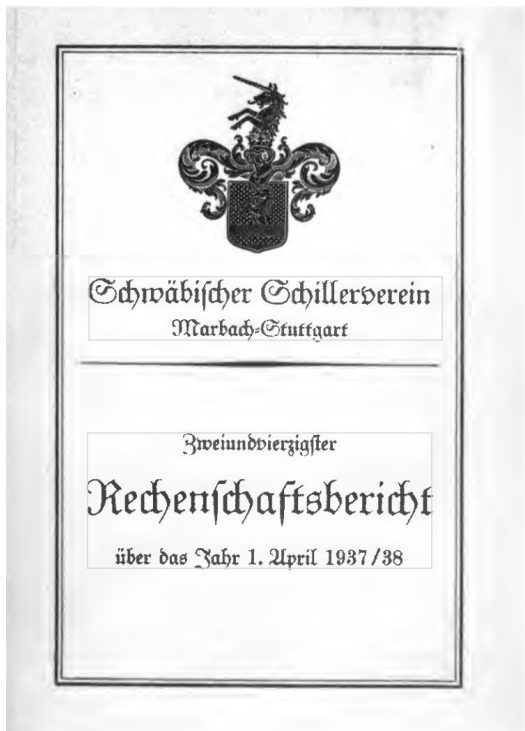 Schwäbischer Schillerverein
Marbach-Stuttgart
Zweiundvierzigster
Rechenschaftsbericht
über das Jahr 1. April 1937/38